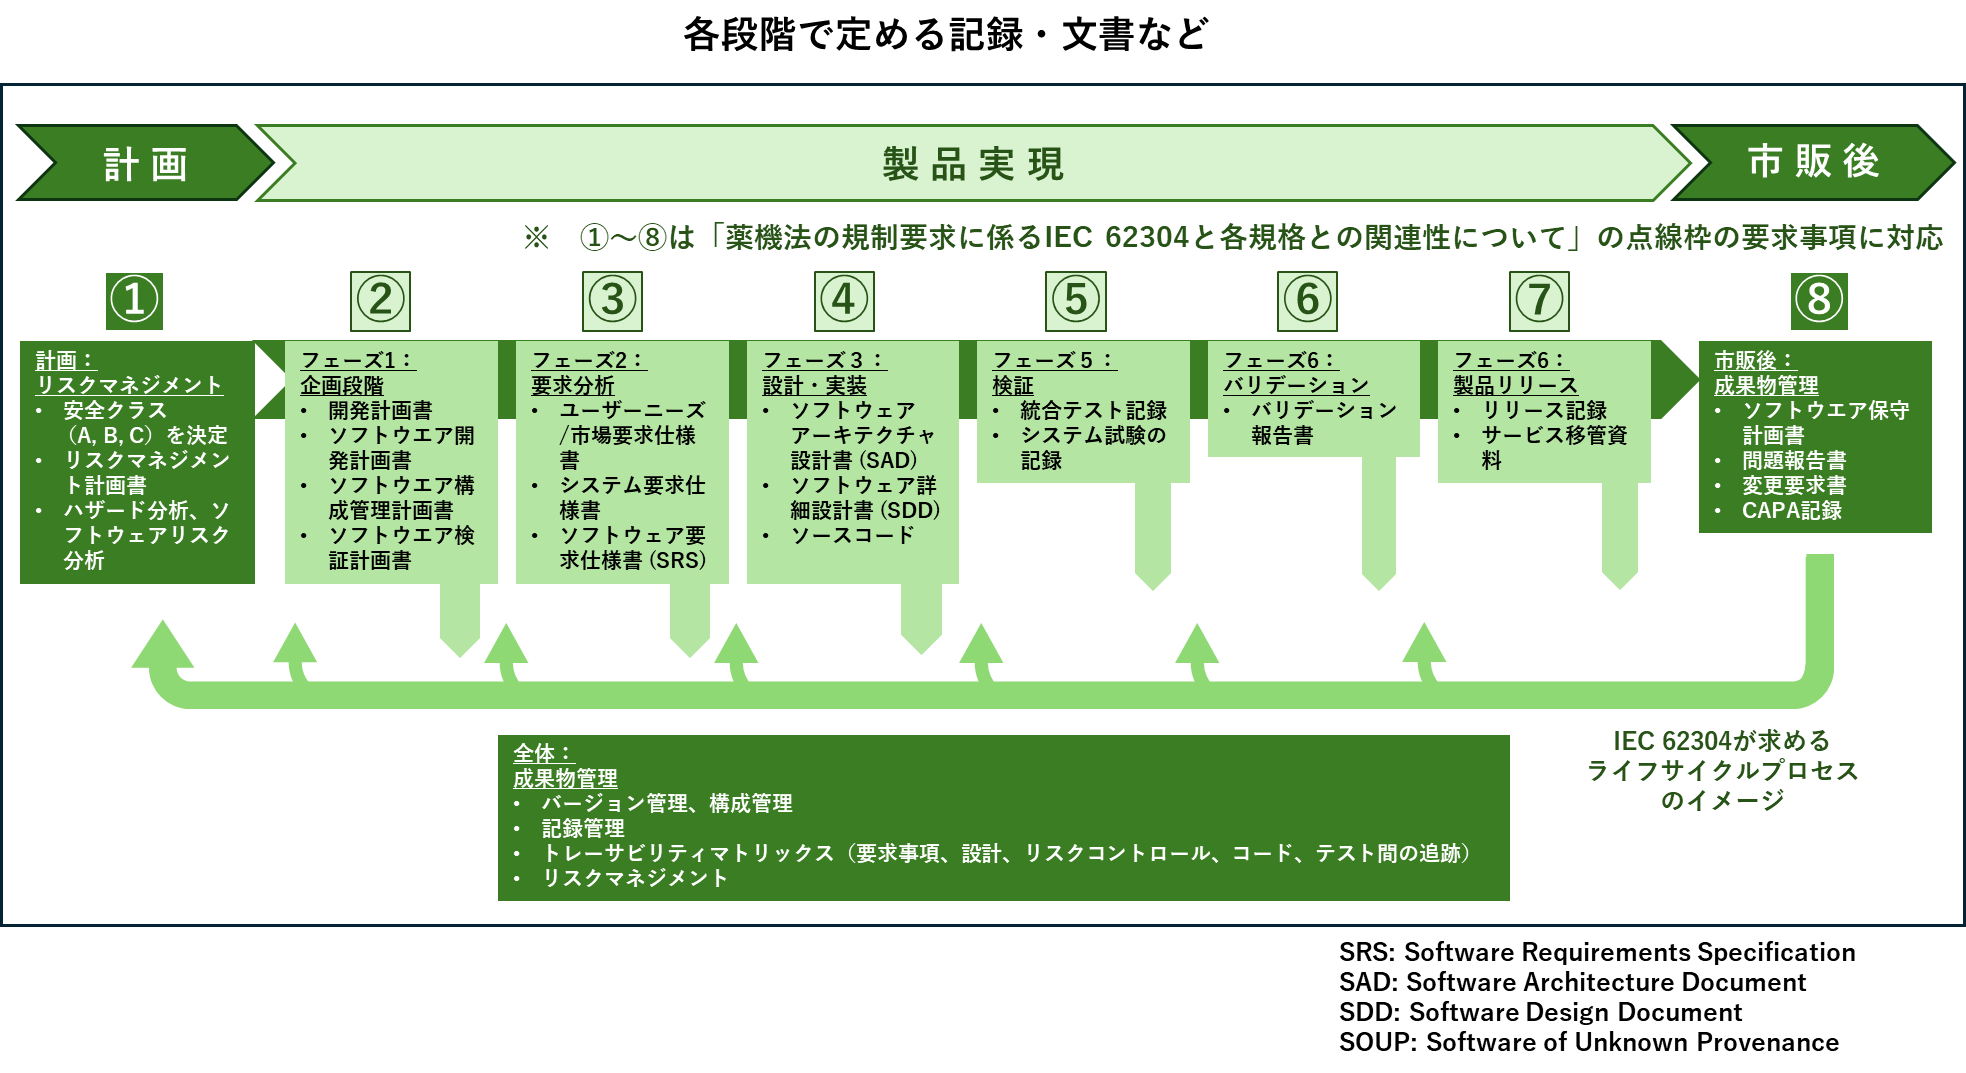 各段階で定める記録・文書など
計画
製品実現
市販後
※　①～⑧は「薬機法の規制要求に係るIEC 62304と各規格との関連性について」の点線枠の要求事項に対応
①
計画：
リスクマネジメント
• 安全クラス
（A, B, C）を決定
• リスクマネジメン
ト計画書
• ハザード分析、ソ
フトウェアリスク
分析
②
フェーズ1：
企画段階
• 開発計画書
• ソフトウエア開
発計画書
• ソフトウエア構
成管理計画書
• ソフトウエア検
証計画書
③
フェーズ2：
要求分析
• ユーザーニーズ
/市場要求仕様
書
• システム要求仕
様書
• ソフトウェア要
求仕様書 (SRS)
④
フェーズ３：
設計・実装
• ソフトウェア
アーキテクチャ
設計書 (SAD)
• ソフトウェア詳
細設計書 (SDD)
• ソースコード
⑤
フェーズ５：
検証
• 統合テスト記録
• システム試験の
記録
⑥
フェーズ6：
バリデーション
• バリデーション
報告書
⑦
フェーズ6：
製品リリース
• リリース記録
• サービス移管資
料
⑧
市販後：
成果物管理
• ソフトウエア保守
計画書
• 問題報告書
• 変更要求書
• CAPA記録
全体：
成果物管理
• バージョン管理、構成管理
• 記録管理
• トレーサビリティマトリックス（要求事項、設計、リスクコントロール、コード、テスト間の追跡）
• リスクマネジメント
IEC 62304が求める
ライフサイクルプロセス
のイメージ
SRS: Software Requirements Specification
SAD: Software Architecture Document
SDD: Software Design Document
SOUP: Software of Unknown Provenance